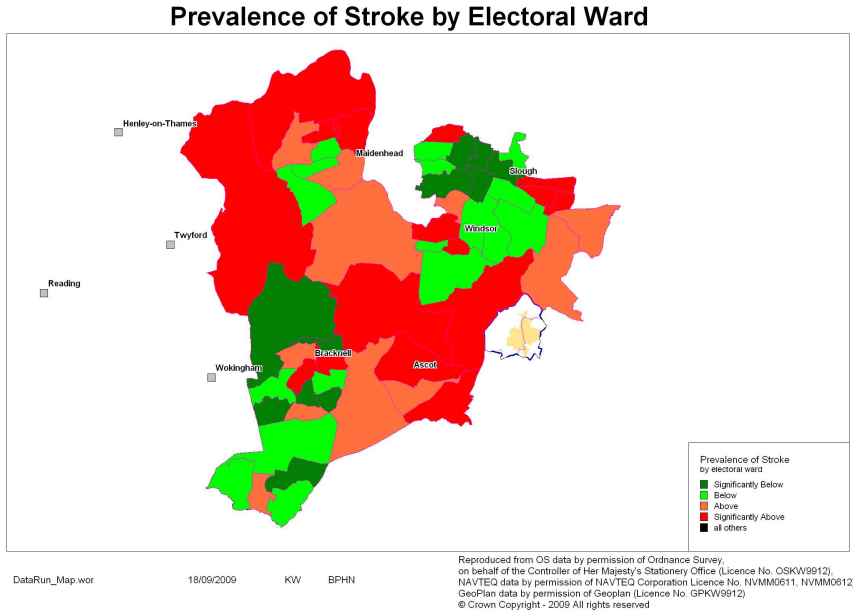 Prevalence of Stroke by Electoral Ward
Henley-on-Thames
Maidenhead
Slough
Twyford
Windsor
Reading
Bracknell
Wokingham
Ascot
Prevalence of Stroke
by electoral ward
Significantly Below
Below
Above
Significantly Above
all others
Reproduced from OS data by permission of Ordnance Survey,
on behalf of the Controller of Her Majesty's Stationery Office (Licence No. OSKW9912),
NAVTEQ data by permission of NAVTEQ Corporation Licence No. NVMM0611, NVMM0612
GeoPlan data by permission of Geoplan (Licence No. GPKW9912)
© Crown Copyright - 2009 All rights reserved
DataRun_Map.wor 18/09/2009 KW BPHN